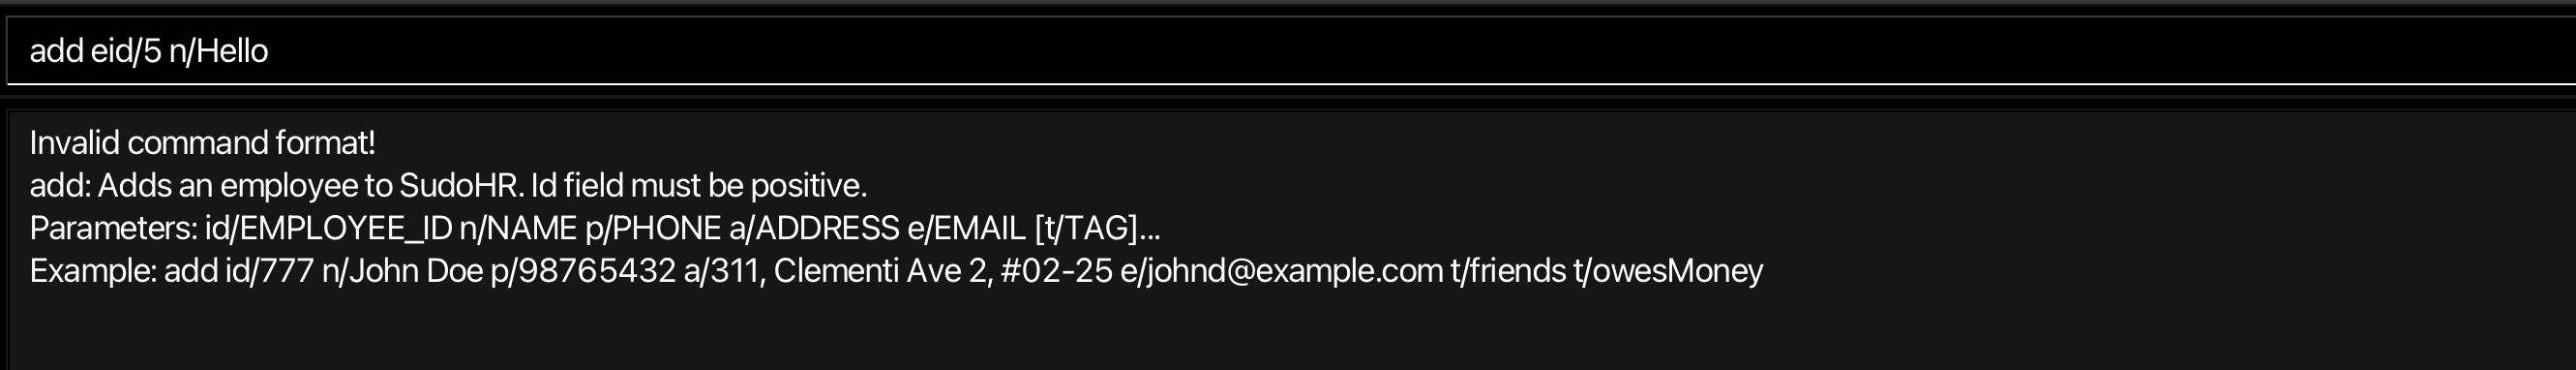 add eid/5 n/Hello
Invalid command format!
add: Adds an employee to SudoHR. Id field must be positive.
Parameters: id/EMPLOYEE_ID n/NAME p/PHONE a/ADDRESS e/EMAIL [t/TAG]...
Example: add id/777 n/John Doe p/98765432 a/311, Clementi Ave 2, #02-25 e/johnd@example.com t/friends t/owesMoney